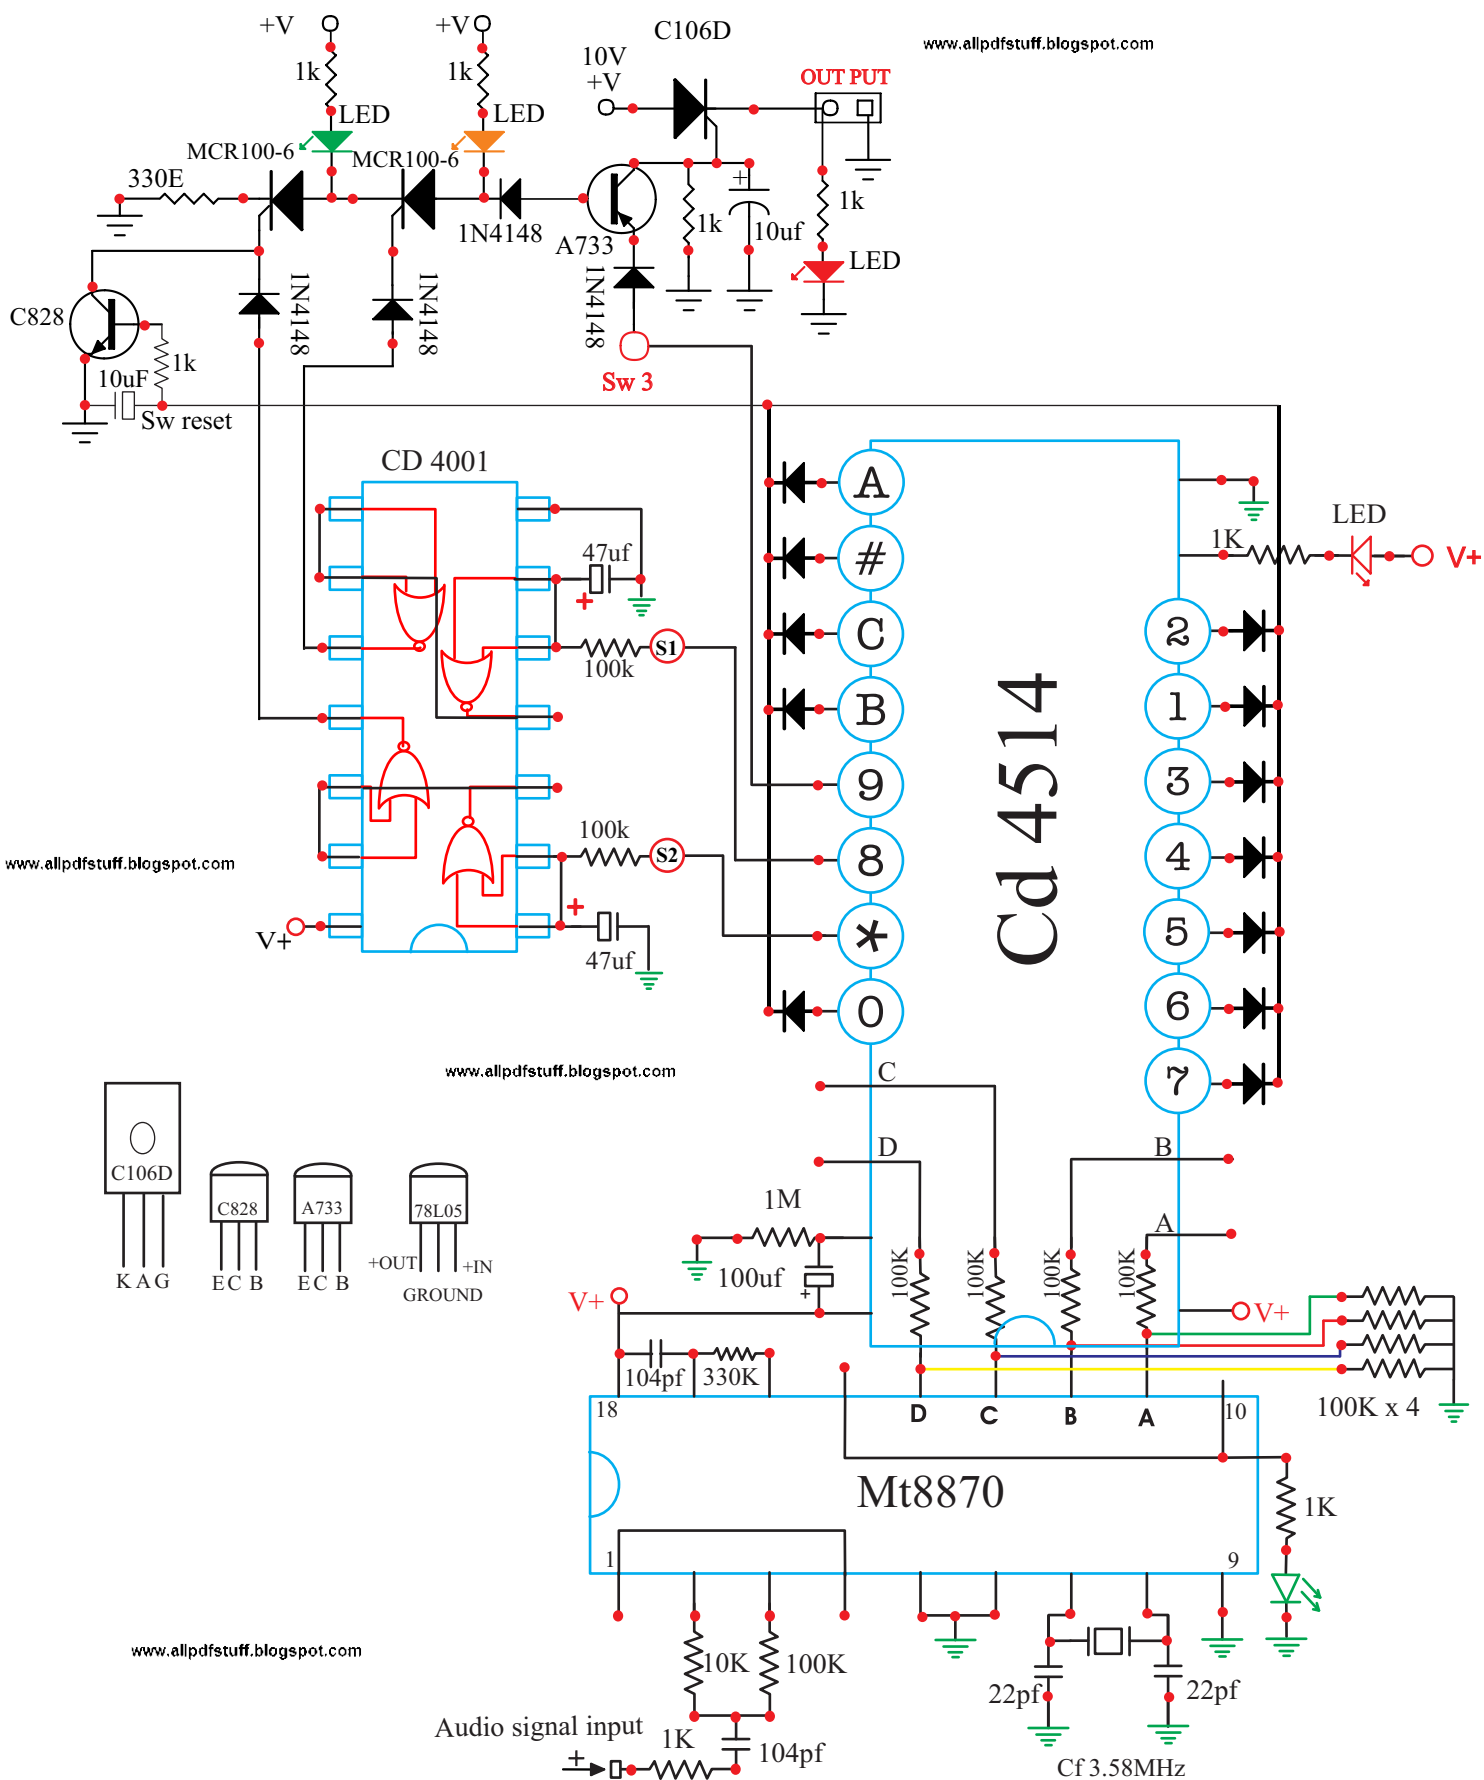 +V
+V
C106D
www.allpdfstuff.blogspot.com
10V
+V
OUT PUT
1k
1k
LED
LED
MCR100-6
MCR100-6
330E
1N4148
A733
1k
10uf
1k
LED
1N4148
1N4148
1N4148
C828
1k
10uF
Sw reset
Sw 3
CD 4001
A
#
C
B
9
8
*
0
1K
LED
V+
2
1
3
4
5
6
7
Cd 4514
47uf
+
100k
S1
100k
S2
+
47uf
V+
www.allpdfstuff.blogspot.com
www.allpdfstuff.blogspot.com
C
D
B
A
C106D
K A G
C828
E C B
A733
E C B
78L05
+OUT
+IN
GROUND
1M
100uf
+
V+
100K
100K
100K
100K
V+
104pf
330K
100K x 4
18
D
C
B
A
10
Mt8870
1K
1
9
www.allpdfstuff.blogspot.com
10K
100K
22pf
22pf
Audio signal input
+
1K
104pf
Cf 3.58MHz